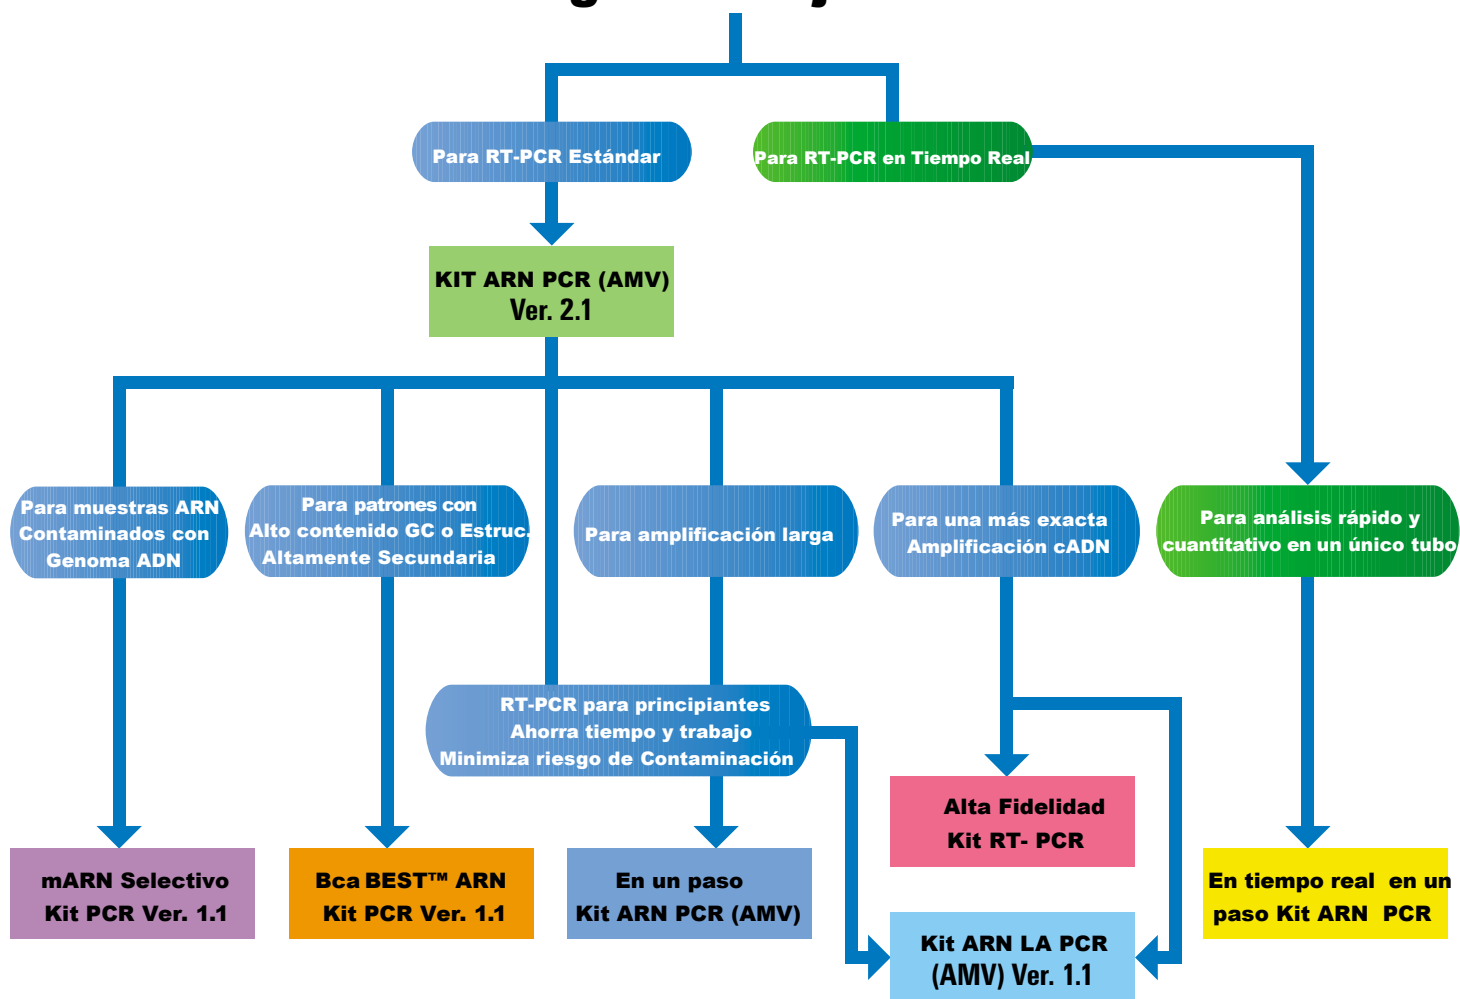 Para RT-PCR Estándar
Para RT-PCR en Tiempo Real
KIT ARN PCR (AMV)
Ver. 2.1
Para muestras ARN
Contaminados con
Genoma ADN
Para patrones con
Alto contenido GC o Estruc.
Altamente Secundaria
Para amplificación larga
Para una más exacta
Amplificación cADN
Para análisis rápido y
cuantitativo en un único tubo
RT-PCR para principiantes
Ahorra tiempo y trabajo
Minimiza riesgo de Contaminación
Alta Fidelidad
Kit RT- PCR
mARN Selectivo
Kit PCR Ver. 1.1
Bca BEST™ ARN
Kit PCR Ver. 1.1
En un paso
Kit ARN PCR (AMV)
En tiempo real en un
paso Kit ARN PCR
Kit ARN LA PCR
(AMV) Ver. 1.1